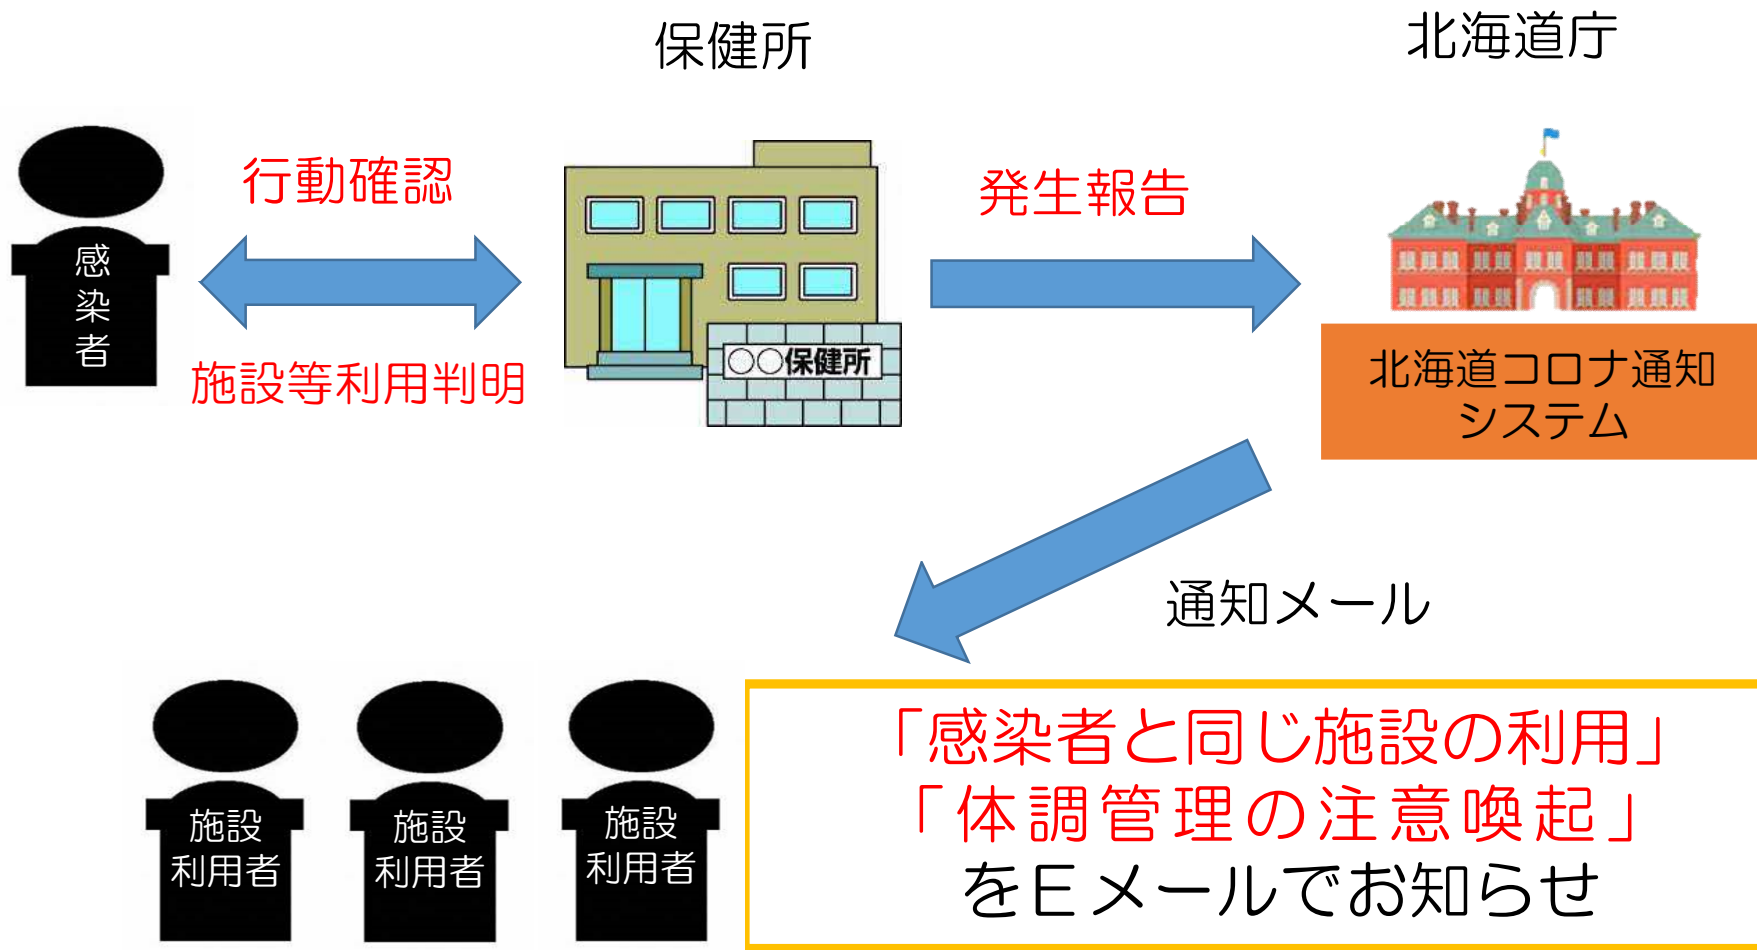 保健所
北海道庁
行動確認
発生報告
感染者
施設等利用判明
○○保健所
北海道コロナ通知
システム
通知メール
「感染者と同じ施設の利用」
「体調管理の注意喚起」
をEメールでお知らせ
施設
利用者
施設
利用者
施設
利用者